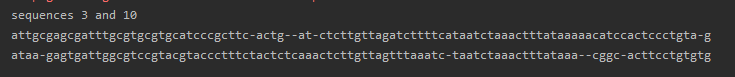 sequences 3 and 10
attgcgagcgatttgcgtgcgtgcatcccgcttc-actg--at-ctcttgttagatcttttcataatctaaactttataaaaacatccactccctgta-g
ataa-gagtgattggcgtccgtacgtaccctttctactctcaaactcttgttagtttaaatc-taatctaaactttataaa--cggc-acttcctgtgtg